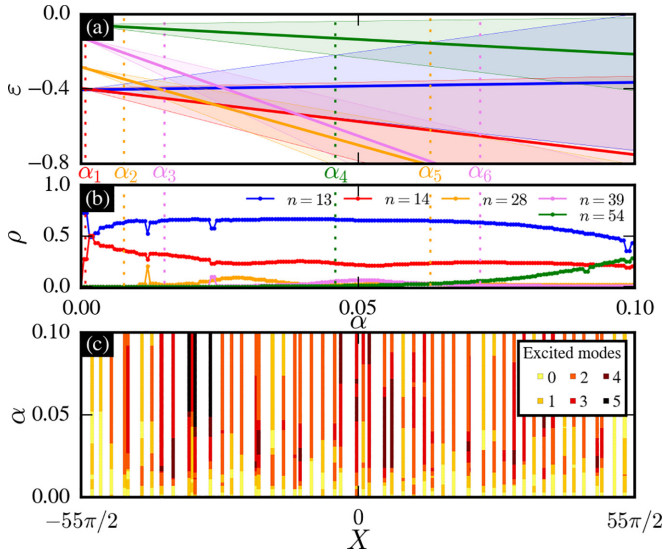 0.0
(a)
ε
−0.4
−0.8
α₁ α₂ α₃ α₄ α₅ α₆
1.0
(b)
n = 13 n = 14 n = 28 n = 39
n = 54
ρ
0.5
0.0
0.00 0.05 0.10
α
0.10
(c)
Excited modes
0 2 4
1 3 5
α
0.05
0.00
−55π/2 0 55π/2
X